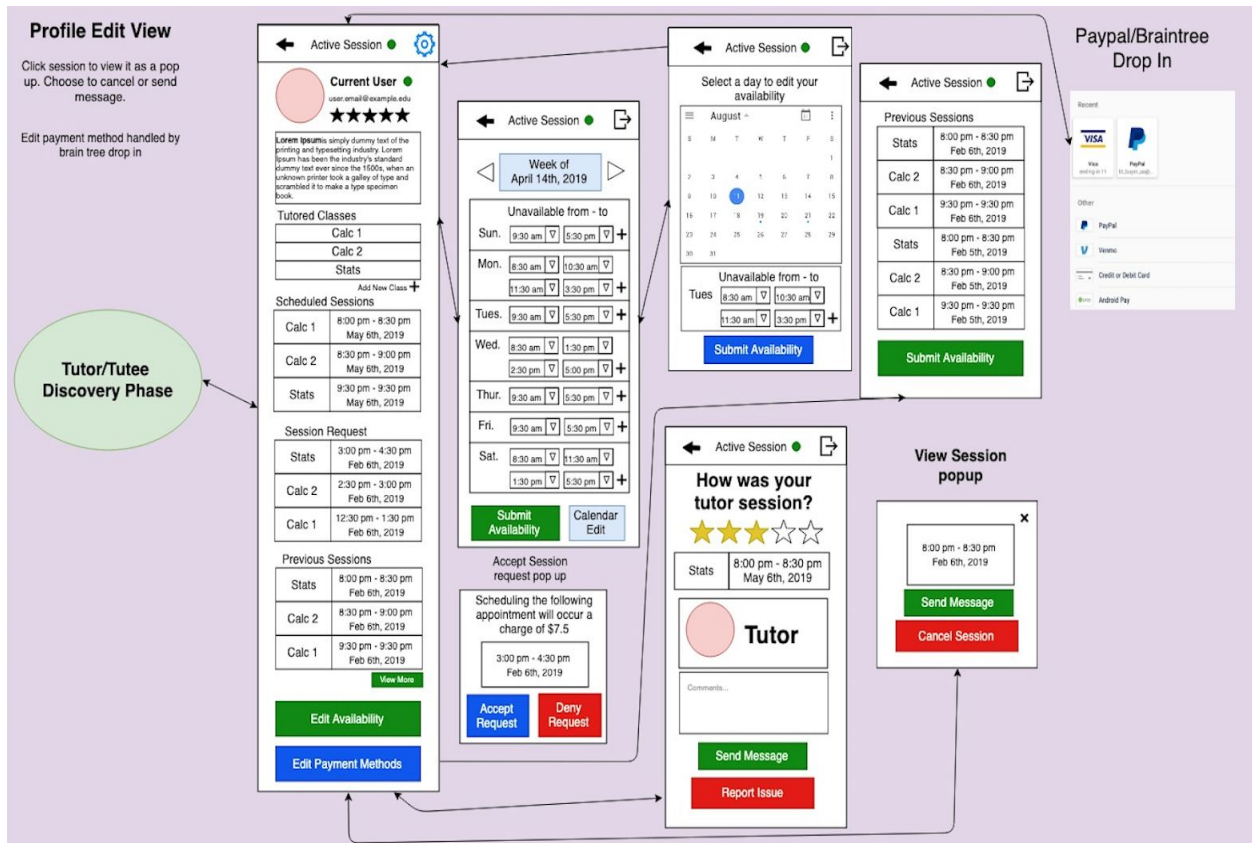 Profile Edit View
Click session to view it as a pop
up. Choose to cancel or send
message.
Edit payment method handled by
brain tree drop in
Tutor/Tutee
Discovery Phase
Active Session
Current User
user.email@example.edu
Lorem Ipsumis simply dummy text of the
printing and typesetting industry. Lorem
Ipsum has been the industry's standard
dummy text ever since the 1500s, when an
unknown printer took a galley of type and
scrambled it to make a type specimen
book.
Tutored Classes
Calc 1
Calc 2
Stats
Add New Class +
Scheduled Sessions
Calc 1 8:00 pm - 8:30 pm
May 6th, 2019
Calc 2 8:30 pm - 9:00 pm
May 6th, 2019
Stats 9:30 pm - 9:30 pm
May 6th, 2019
Session Request
Stats 3:00 pm - 4:30 pm
Feb 6th, 2019
Calc 2 2:30 pm - 3:00 pm
Feb 6th, 2019
Calc 1 12:30 pm - 1:30 pm
Feb 6th, 2019
Previous Sessions
Stats 8:00 pm - 8:30 pm
Feb 6th, 2019
Calc 2 8:30 pm - 9:00 pm
Feb 6th, 2019
Calc 1 9:30 pm - 9:30 pm
Feb 6th, 2019
View More
Edit Availability
Edit Payment Methods
Active Session
Week of
April 14th, 2019
Unavailable from - to
Sun. 9:30 am 5:30 pm +
Mon. 8:30 am 10:30 am
11:30 am 3:30 pm +
Tues. 9:30 am 5:30 pm +
Wed. 8:30 am 1:30 pm
2:30 pm 5:00 pm +
Thur. 9:30 am 5:30 pm +
Fri. 9:30 am 5:30 pm +
Sat. 8:30 am 11:30 am
1:30 pm 5:30 pm +
Submit
Availability
Calendar
Edit
Accept Session
request pop up
Scheduling the following
appointment will occur a
charge of $7.5
3:00 pm - 4:30 pm
Feb 6th, 2019
Accept
Request
Deny
Request
Active Session
Select a day to edit your
availability
August
S M T W T F S
1
2 3 4 5 6 7 8
9 10 11 12 13 14 15
16 17 18 19 20 21 22
23 24 25 26 27 28 29
30 31
Unavailable from - to
Tues 8:30 am 10:30 am
11:30 am 3:30 pm +
Submit Availability
Active Session
Previous Sessions
Stats 8:00 pm - 8:30 pm
Feb 6th, 2019
Calc 2 8:30 pm - 9:00 pm
Feb 6th, 2019
Calc 1 9:30 pm - 9:30 pm
Feb 6th, 2019
Stats 8:00 pm - 8:30 pm
Feb 5th, 2019
Calc 2 8:30 pm - 9:00 pm
Feb 5th, 2019
Calc 1 9:30 pm - 9:30 pm
Feb 5th, 2019
Submit Availability
Paypal/Braintree
Drop In
Recent
VISA
Visa
ending in 11
PayPal
Other
PayPal
Venmo
Credit or Debit Card
Android Pay
Active Session
How was your
tutor session?
Stats 8:00 pm - 8:30 pm
May 6th, 2019
Tutor
Comments...
Send Message
Report Issue
View Session
popup
x
8:00 pm - 8:30 pm
Feb 6th, 2019
Send Message
Cancel Session